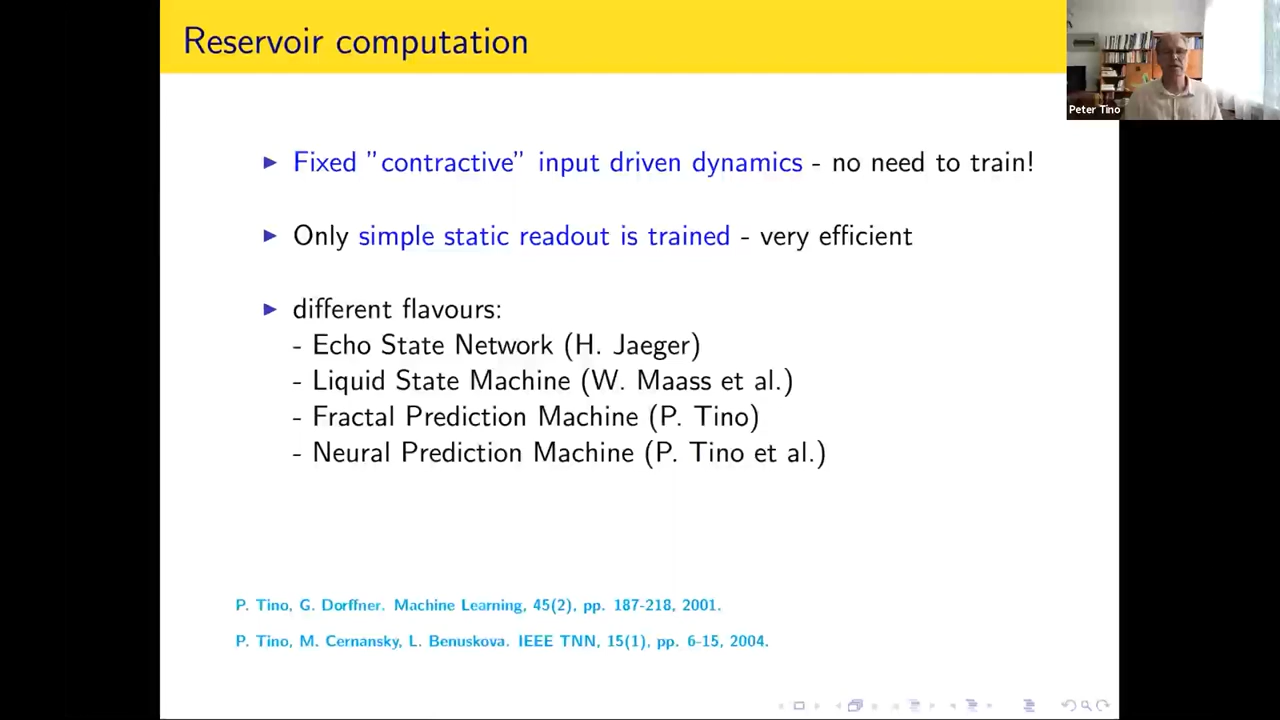 Reservoir computation
Peter Tino
▶ Fixed "contractive" input driven dynamics - no need to train!
▶ Only simple static readout is trained - very efficient
▶ different flavours:
- Echo State Network (H. Jaeger)
- Liquid State Machine (W. Maass et al.)
- Fractal Prediction Machine (P. Tino)
- Neural Prediction Machine (P. Tino et al.)
P. Tino, G. Dorffner. Machine Learning, 45(2), pp. 187-218, 2001.
P. Tino, M. Cernansky, L. Benuskova. IEEE TNN, 15(1), pp. 6-15, 2004.